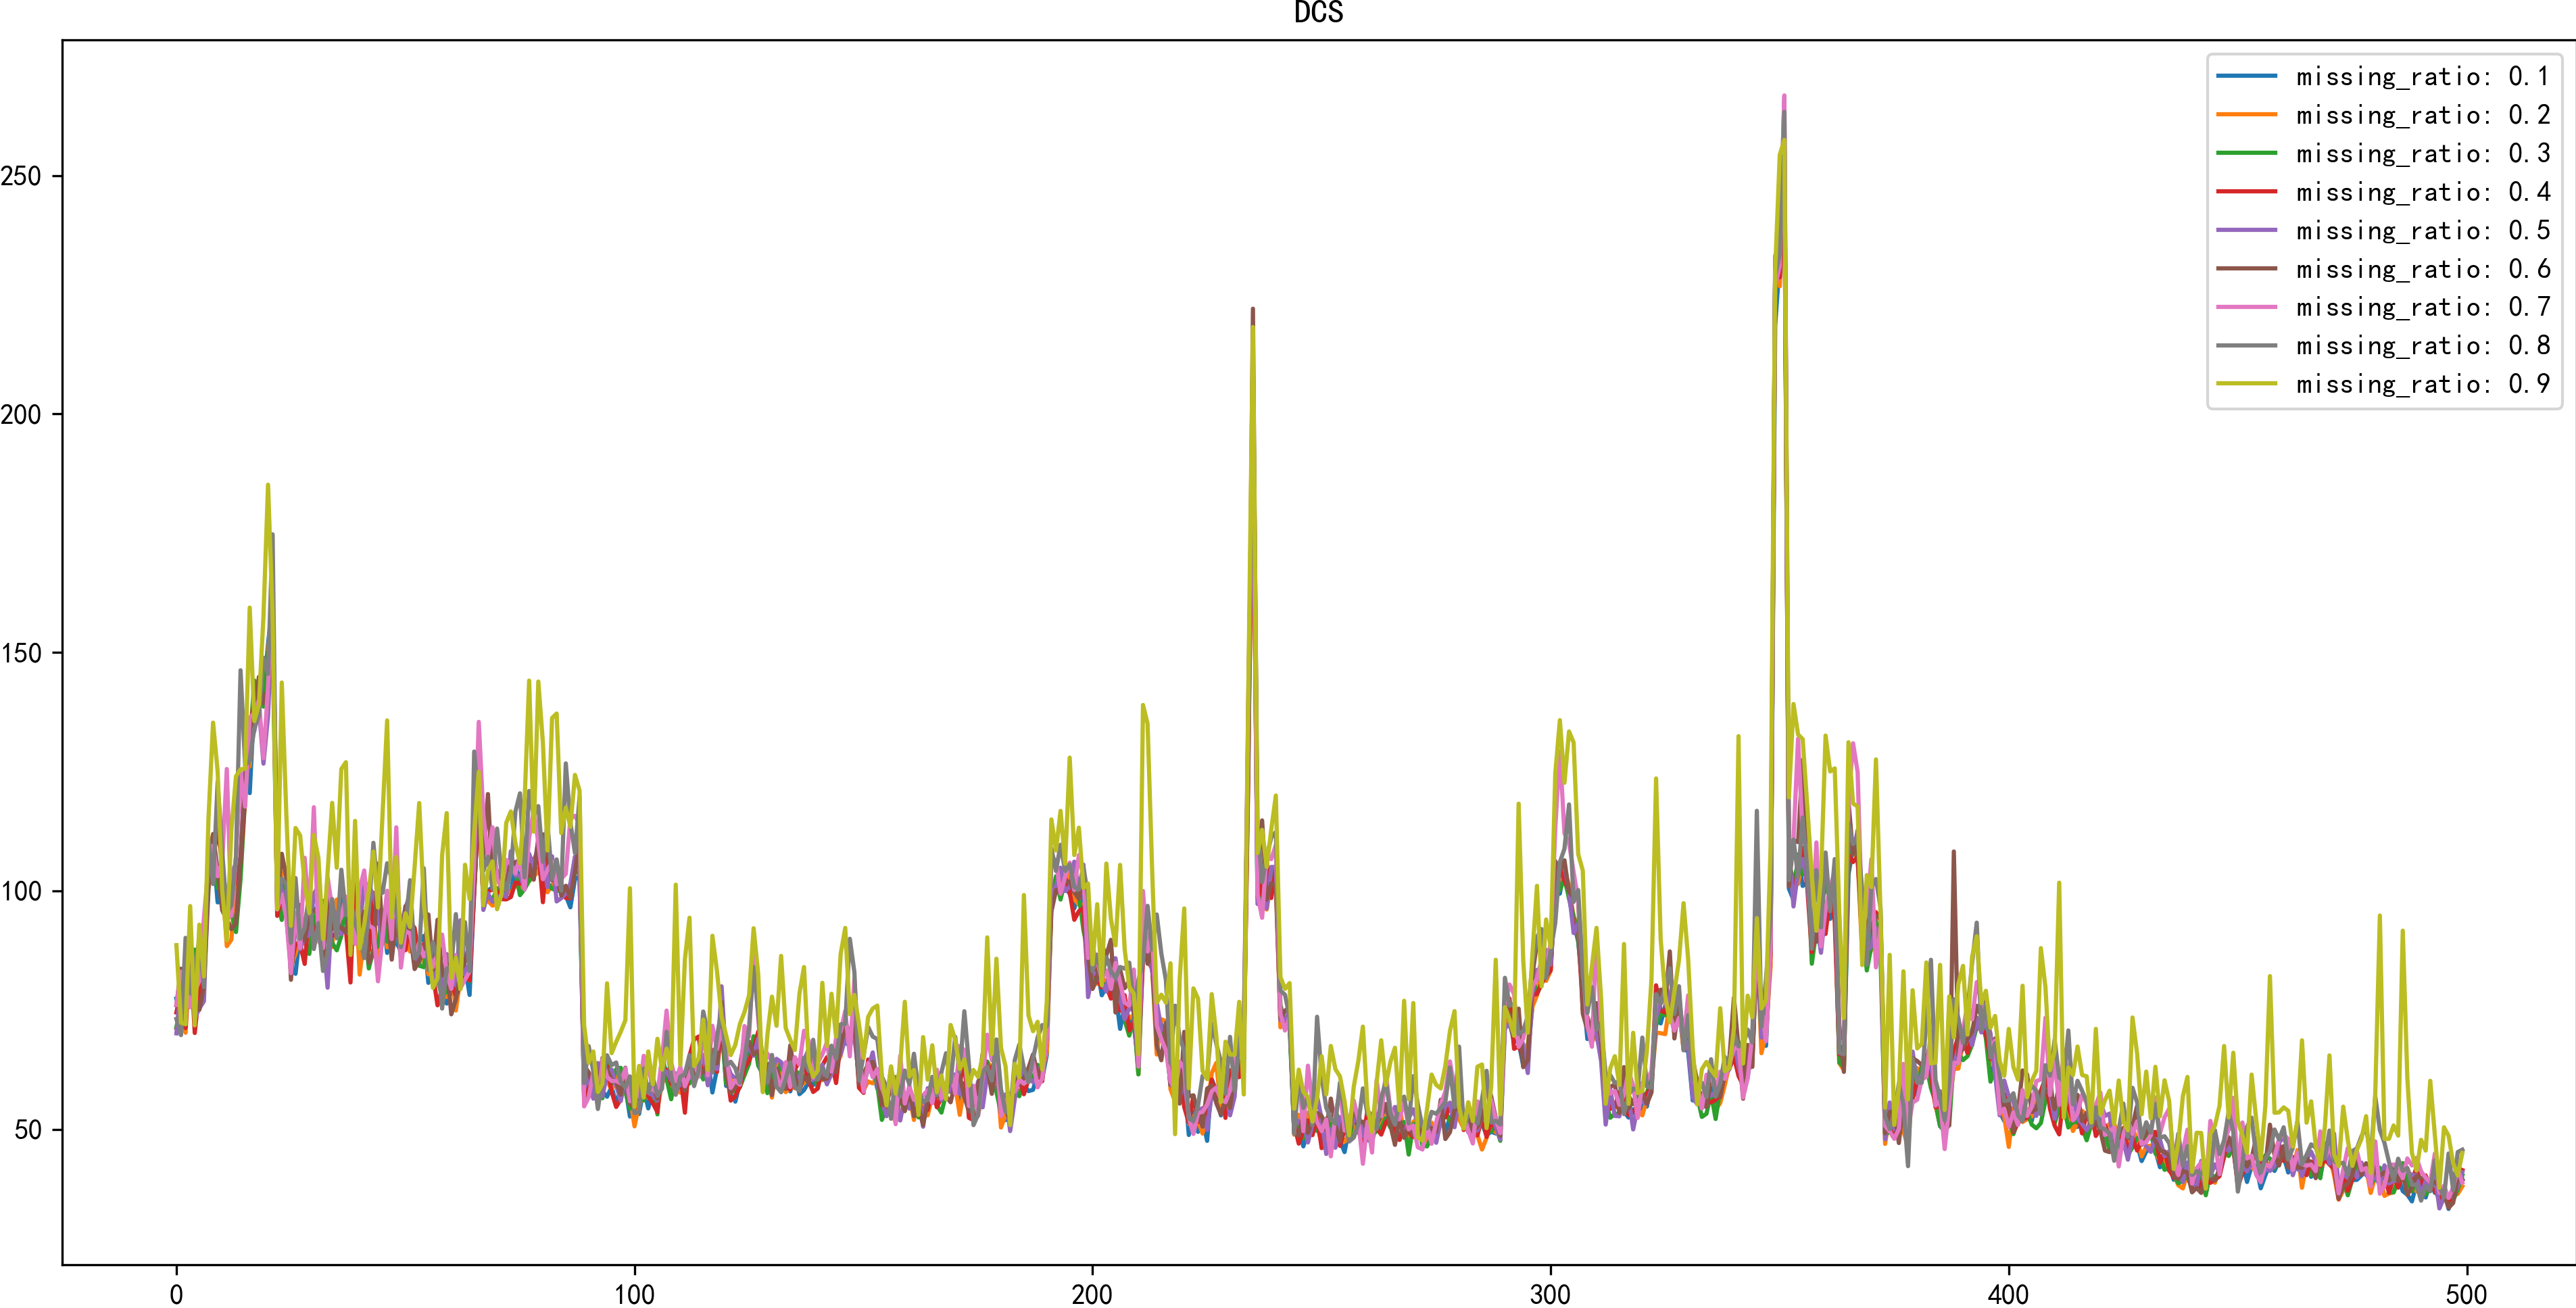 DCS
missing_ratio: 0.1
missing_ratio: 0.2
missing_ratio: 0.3
missing_ratio: 0.4
missing_ratio: 0.5
missing_ratio: 0.6
missing_ratio: 0.7
missing_ratio: 0.8
missing_ratio: 0.9
250
200
150
100
50
0 100 200 300 400 500